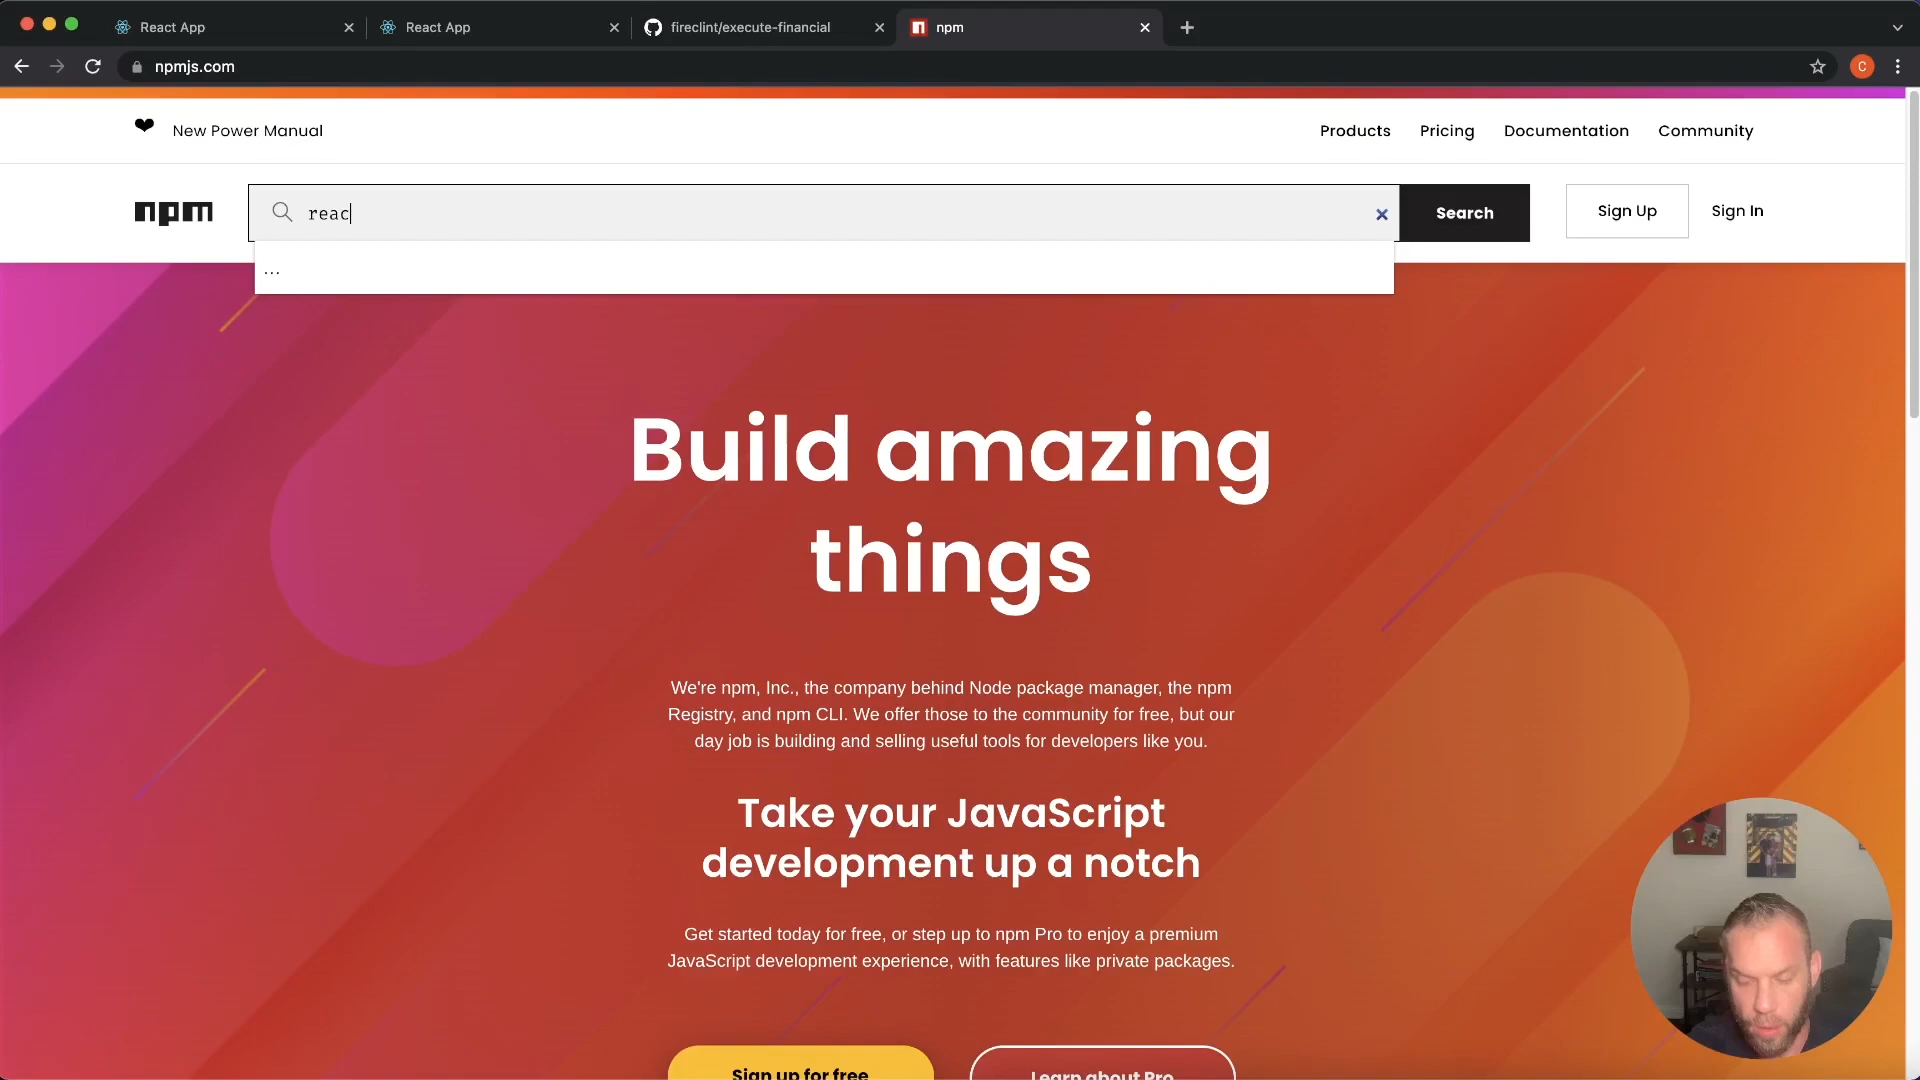 React App
React App
fireclint/execute-financial
npm
npmjs.com
C
New Power Manual
Products
Pricing
Documentation
Community
npm
reac
Search
Sign Up
Sign In
...
Build amazing
things
We're npm, Inc., the company behind Node package manager, the npm
Registry, and npm CLI. We offer those to the community for free, but our
day job is building and selling useful tools for developers like you.
Take your JavaScript
development up a notch
Get started today for free, or step up to npm Pro to enjoy a premium
JavaScript development experience, with features like private packages.
Sign up for free
Learn about Pro